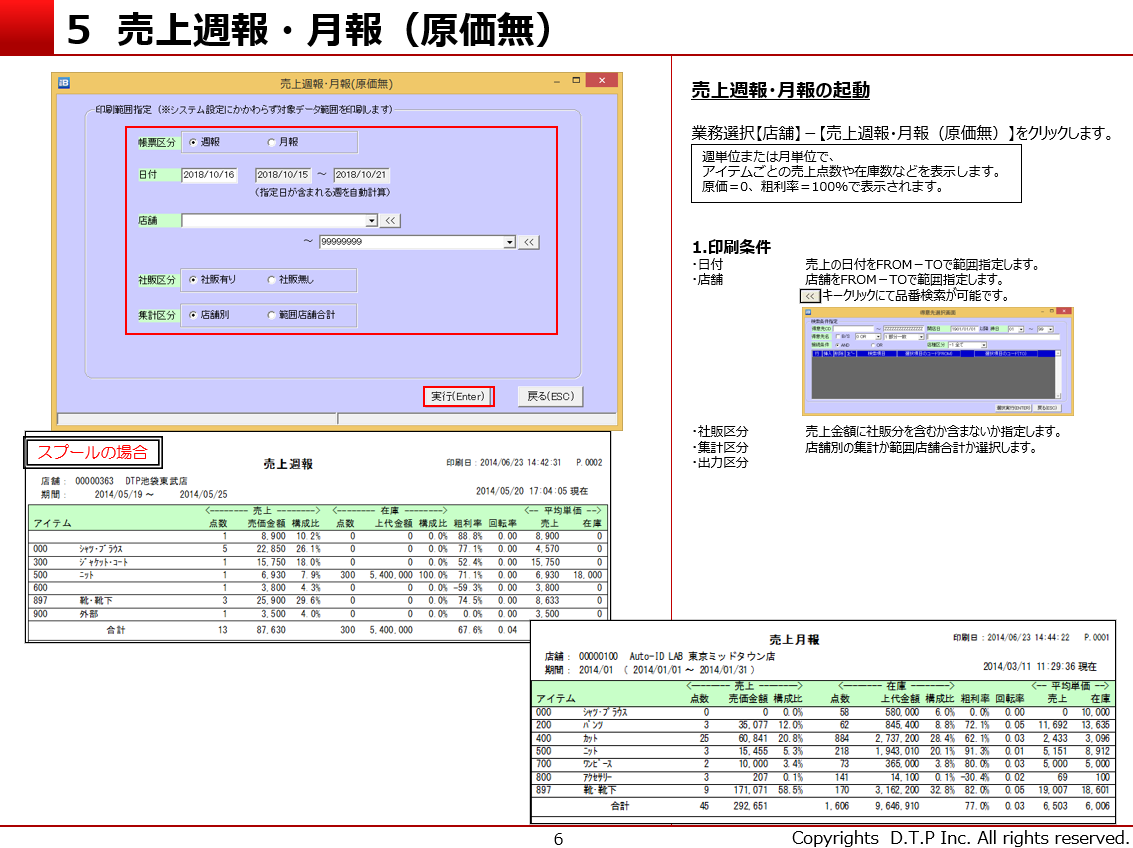 5 売上週報・月報（原価無）
売上週報･月報(原価無)
印刷範囲指定（※システム設定にかかわらず対象データ範囲を印刷します）
帳票区分 週報 月報
日付 2018/10/16 2018/10/15 ～ 2018/10/21
（指定日が含まれる週を自動計算）
店舗 <<
～ 99999999 <<
社販区分 社販有り 社販無し
集計区分 店舗別 範囲店舗合計
実行(Enter) 戻る(ESC)
売上週報･月報の起動
業務選択【店舗】－【売上週報･月報（原価無）】をクリックします。
週単位または月単位で、
アイテムごとの売上点数や在庫数などを表示します。
原価＝0、粗利率＝100%で表示されます。
1.印刷条件
･日付 売上の日付をFROM－TOで範囲指定します。
･店舗 店舗をFROM－TOで範囲指定します。
<< キークリックにて品番検索が可能です。
得意先選択画面
･社販区分 売上金額に社販分を含むか含まないか指定します。
･集計区分 店舗別の集計か範囲店舗合計か選択します。
･出力区分
スプールの場合
売上週報 印刷日：2014/06/23 14:42:31 P.0002
店舗： 00000363 DTP池袋東武店
期間： 2014/05/19 ～ 2014/05/25 2014/05/20 17:04:05 現在
<-------- 売上 --------> <-------- 在庫 --------> <-- 平均単価 -->
アイテム 点数 売価金額 構成比 点数 上代金額 構成比 粗利率 回転率 売上 在庫
1 8,900 10.2% 0 0 0.0% 88.8% 0.00 8,900 0
000 ｼｬﾂ･ﾌﾞﾗｳｽ 5 22,850 26.1% 0 0 0.0% 77.1% 0.00 4,570 0
300 ｼﾞｬｹｯﾄ･ｺｰﾄ 1 15,750 18.0% 0 0 0.0% 52.4% 0.00 15,750 0
500 ﾆｯﾄ 1 6,930 7.9% 300 5,400,000 100.0% 71.1% 0.00 6,930 18,000
600 1 3,800 4.3% 0 0 0.0% -59.3% 0.00 3,800 0
897 靴･靴下 3 25,900 29.6% 0 0 0.0% 74.5% 0.00 8,633 0
900 外部 1 3,500 4.0% 0 0 0.0% 0.0% 0.00 3,500 0
合計 13 87,630 300 5,400,000 67.6% 0.04
売上月報 印刷日：2014/06/23 14:44:22 P.0001
店舗： 00000100 Auto-ID LAB 東京ミッドタウン店
期間： 2014/01 （ 2014/01/01 ～ 2014/01/31 ） 2014/03/11 11:29:36 現在
<-------- 売上 --------> <-------- 在庫 --------> <-- 平均単価 -->
アイテム 点数 売価金額 構成比 点数 上代金額 構成比 粗利率 回転率 売上 在庫
000 ｼｬﾂ･ﾌﾞﾗｳｽ 0 0 0.0% 58 580,000 6.0% 0.0% 0.00 0 10,000
200 ﾊﾟﾝﾂ 3 35,077 12.0% 62 845,400 8.8% 72.1% 0.05 11,692 13,635
400 ｶｯﾄ 25 60,841 20.8% 884 2,737,200 28.4% 62.1% 0.03 2,433 3,096
500 ﾆｯﾄ 3 15,455 5.3% 218 1,943,010 20.1% 91.3% 0.01 5,151 8,912
700 ﾜﾝﾋﾟｰｽ 2 10,000 3.4% 73 365,000 3.8% 80.0% 0.03 5,000 5,000
800 ｱｸｾｻﾘｰ 3 207 0.1% 141 14,100 0.1% -30.4% 0.02 69 100
897 靴･靴下 9 171,071 58.5% 170 3,162,200 32.8% 82.0% 0.05 19,007 18,601
合計 45 292,651 1,606 9,646,910 77.0% 0.03 6,503 6,006
6
Copyrights D.T.P Inc. All rights reserved.